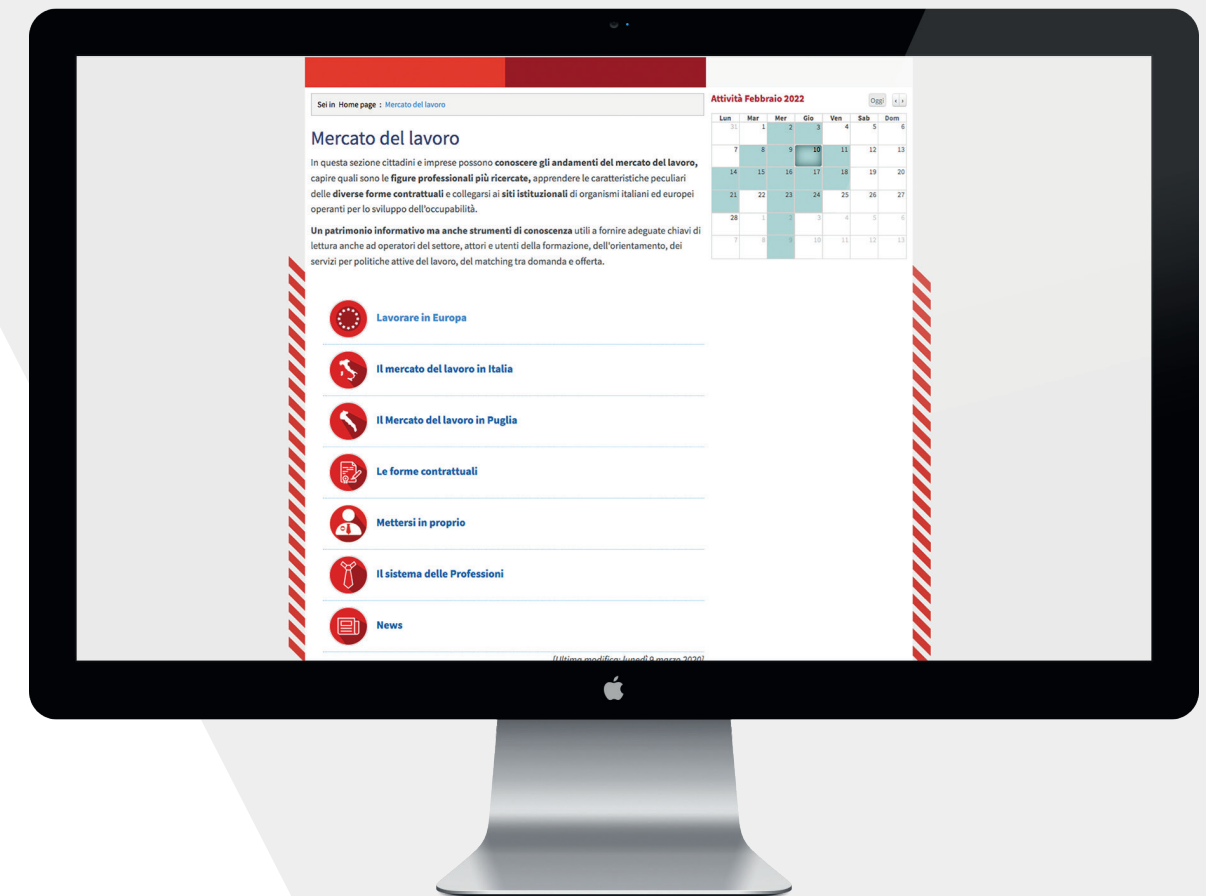 Sei in Home page : Mercato del lavoro
Mercato del lavoro
In questa sezione cittadini e imprese possono conoscere gli andamenti del mercato del lavoro,
capire quali sono le figure professionali più ricercate, apprendere le caratteristiche peculiari
delle diverse forme contrattuali e collegarsi ai siti istituzionali di organismi italiani ed europei
operanti per lo sviluppo dell'occupabilità.
Un patrimonio informativo ma anche strumenti di conoscenza utili a fornire adeguate chiavi di
lettura anche ad operatori del settore, attori e utenti della formazione, dell'orientamento, dei
servizi per politiche attive del lavoro, del matching tra domanda e offerta.
Lavorare in Europa
Il mercato del lavoro in Italia
Il Mercato del lavoro in Puglia
Le forme contrattuali
Mettersi in proprio
Il sistema delle Professioni
News
[Ultima modifica: lunedì 9 marzo 2020]
Attività Febbraio 2022 Oggi
Lun Mar Mer Gio Ven Sab Dom
31 1 2 3 4 5 6
7 8 9 10 11 12 13
14 15 16 17 18 19 20
21 22 23 24 25 26 27
28 1 2 3 4 5 6
7 8 9 10 11 12 13